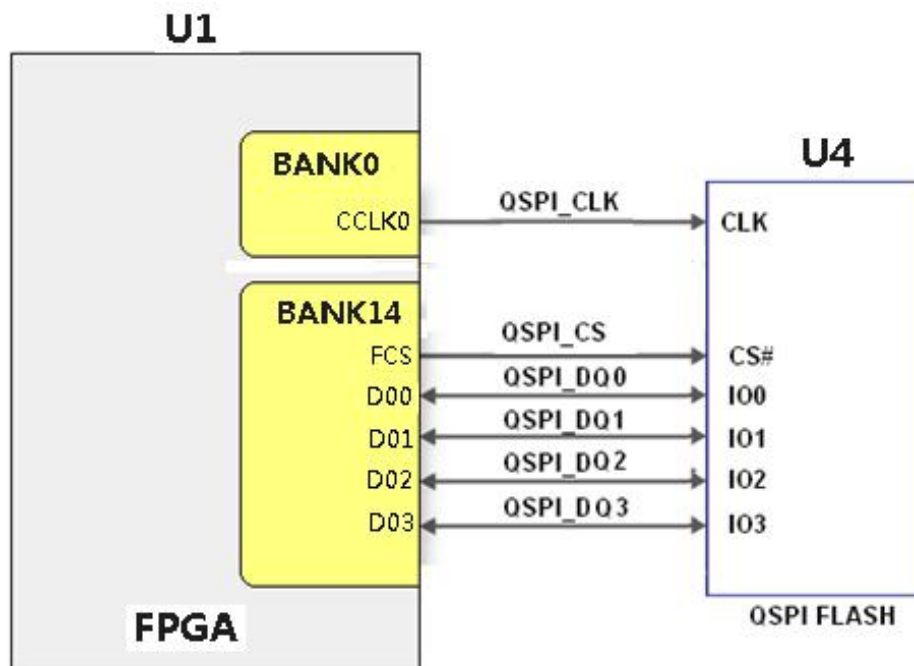 U1
BANK0
CCLK0
QSPI_CLK
U4
CLK
BANK14
FCS
QSPI_CS
CS#
D00
QSPI_DQ0
IO0
D01
QSPI_DQ1
IO1
D02
QSPI_DQ2
IO2
D03
QSPI_DQ3
IO3
FPGA
QSPI FLASH